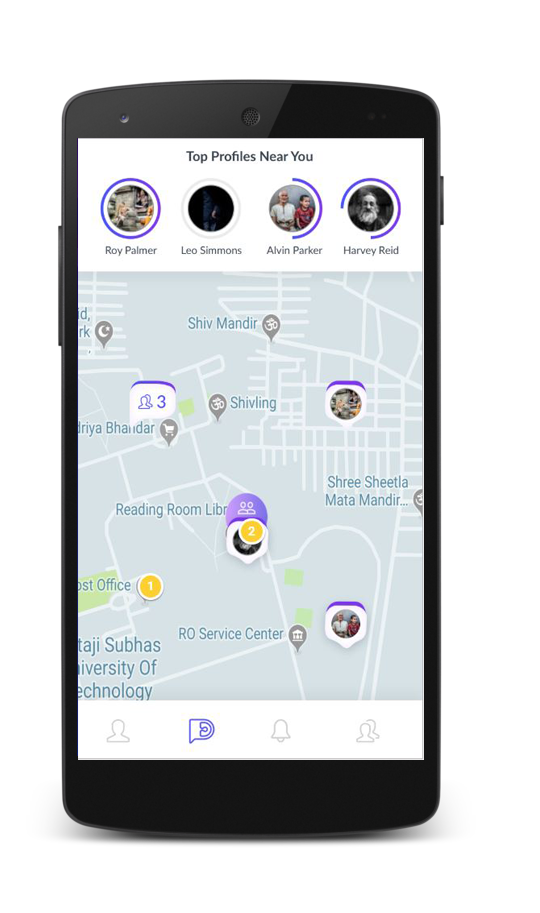 Top Profiles Near You
Roy Palmer
Leo Simmons
Alvin Parker
Harvey Reid
id,
rk
Shiv Mandir
3
Shivling
driya Bhandar
Shree Sheetla
Mata Mandir...
Reading Room Libr
2
ost Office
1
RO Service Center
taji Subhas
iversity Of
echnology